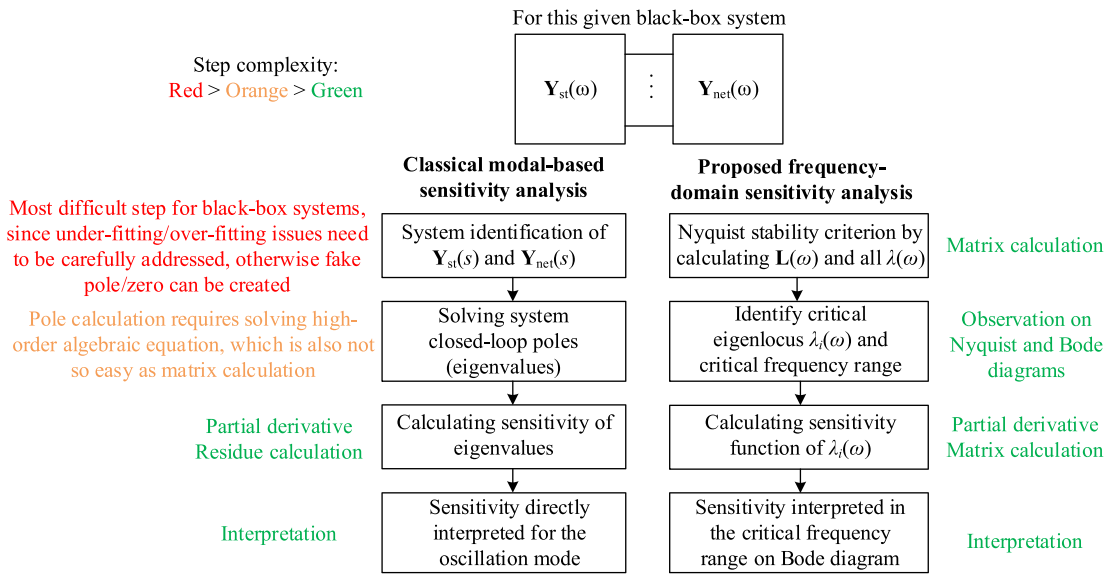 For this given black-box system
Step complexity:
Red > Orange > Green
Yst(ω)
⋮
Ynet(ω)
Classical modal-based
sensitivity analysis
Proposed frequency-
domain sensitivity analysis
Most difficult step for black-box systems,
since under-fitting/over-fitting issues need
to be carefully addressed, otherwise fake
pole/zero can be created
System identification of
Yst(s) and Ynet(s)
Nyquist stability criterion by
calculating L(ω) and all λ(ω)
Matrix calculation
Pole calculation requires solving high-
order algebraic equation, which is also not
so easy as matrix calculation
Solving system
closed-loop poles
(eigenvalues)
Identify critical
eigenlocus λi(ω) and
critical frequency range
Observation on
Nyquist and Bode
diagrams
Partial derivative
Residue calculation
Calculating sensitivity of
eigenvalues
Calculating sensitivity
function of λi(ω)
Partial derivative
Matrix calculation
Interpretation
Sensitivity directly
interpreted for the
oscillation mode
Sensitivity interpreted in
the critical frequency
range on Bode diagram
Interpretation